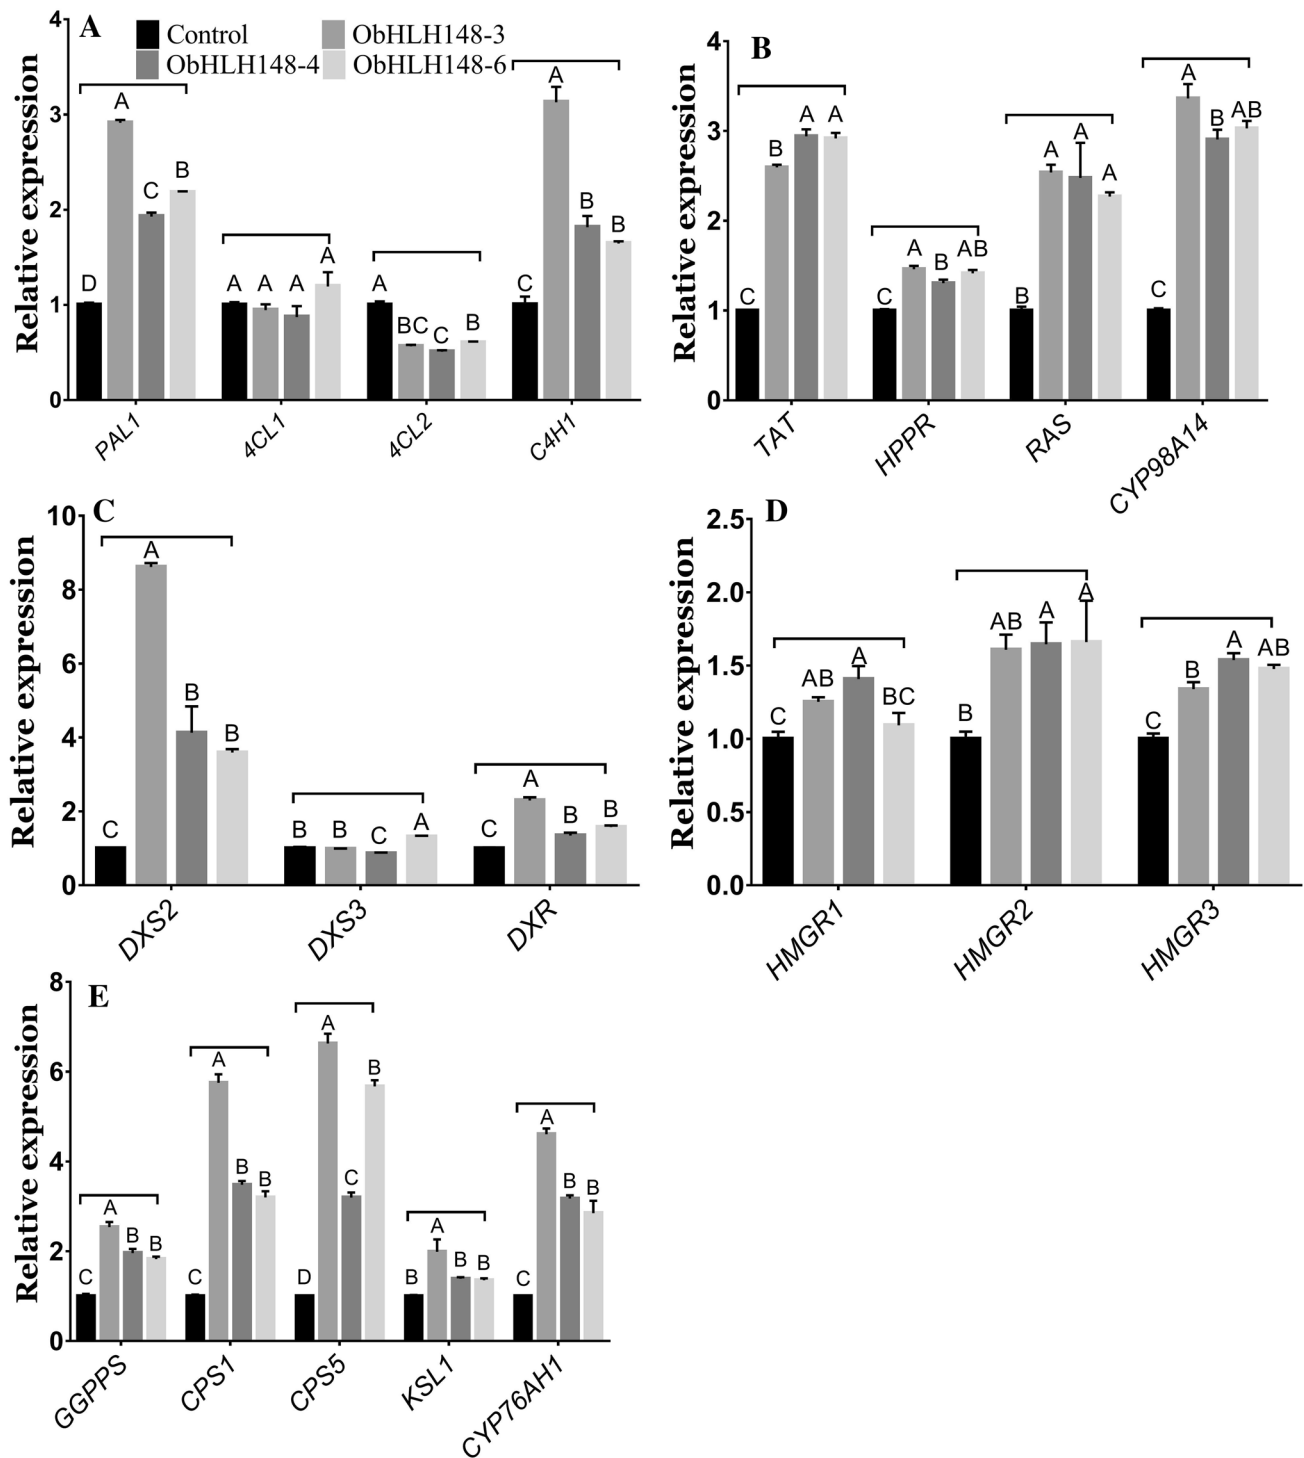 A
Control
ObHLH148-3
ObHLH148-4
ObHLH148-6
Relative expression
4
3
2
1
0
D A C B
A A A A
A BC C B
C A B B
PAL1 4CL1 4CL2 C4H1
B
Relative expression
4
3
2
1
0
C B A A
C A B AB
B A A A
C A B AB
TAT HPPR RAS CYP98A14
C
Relative expression
10
8
6
4
2
0
C A B B
B B C A
C A B B
DXS2 DXS3 DXR
D
Relative expression
2.5
2.0
1.5
1.0
0.5
0.0
C AB A BC
B AB A A
C B A AB
HMGR1 HMGR2 HMGR3
E
Relative expression
8
6
4
2
0
C A B B
C A B B
D A C B
B A B B
C A B B
GGPPS CPS1 CPS5 KSL1 CYP76AH1